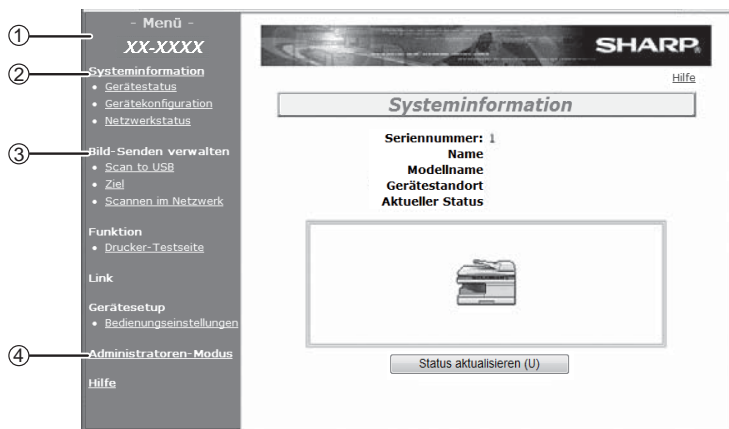 ①
- Menü -
XX-XXXX
②
Systeminformation
• Gerätestatus
• Gerätekonfiguration
• Netzwerkstatus
③
Bild-Senden verwalten
• Scan to USB
• Ziel
• Scannen im Netzwerk
Funktion
• Drucker-Testseite
Link
Gerätesetup
• Bedienungseinstellungen
④
Administratoren-Modus
Hilfe
SHARP
Hilfe
Systeminformation
Seriennummer: 1
Name
Modellname
Gerätestandort
Aktueller Status
Status aktualisieren (U)